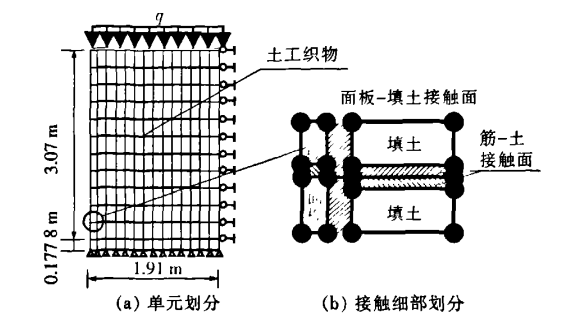 q
土工织物
面板-填土接触面
填土
筋-土
接触面
填土
3.07 m
0.177 8 m
1.91 m
(a) 单元划分
(b) 接触细部划分